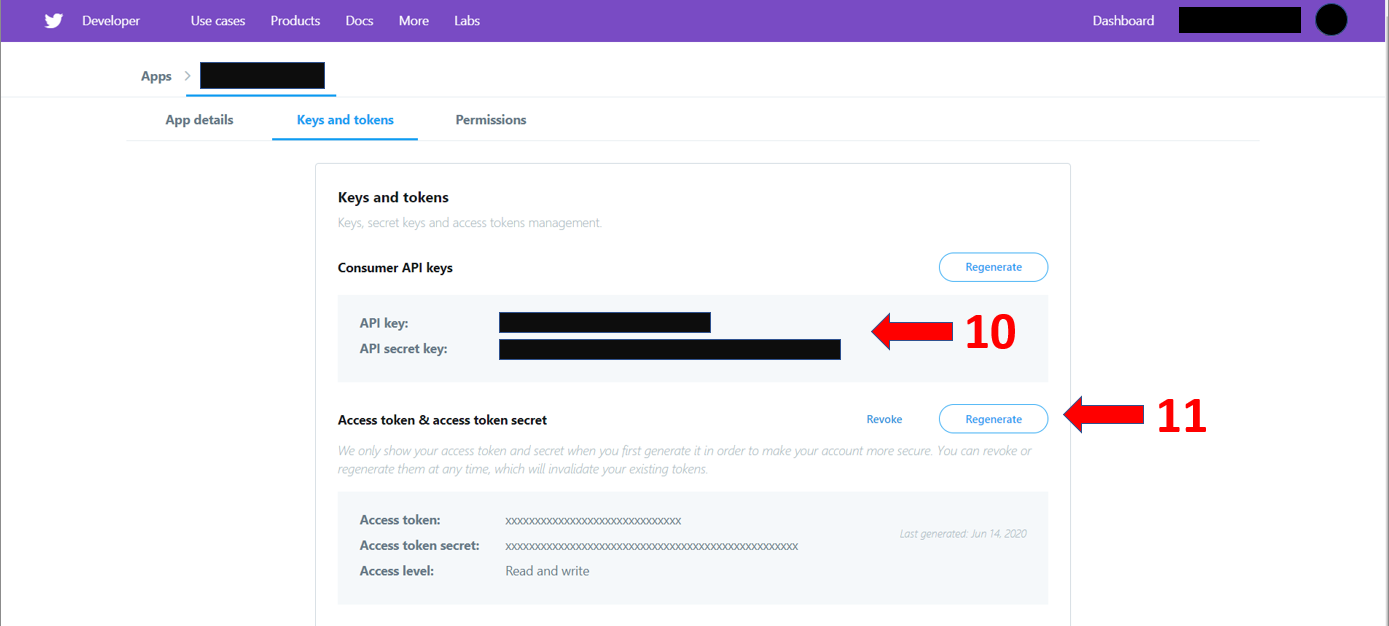 Developer Use cases Products Docs More Labs Dashboard
Apps
App details Keys and tokens Permissions
Keys and tokens
Keys, secret keys and access tokens management.
Consumer API keys Regenerate
API key:
10
API secret key:
Access token & access token secret Revoke Regenerate
11
We only show your access token and secret when you first generate it in order to make your account more secure. You can revoke or
regenerate them at any time, which will invalidate your existing tokens.
Access token: xxxxxxxxxxxxxxxxxxxxxxxxxxxxxx
Last generated: Jun 14, 2020
Access token secret: xxxxxxxxxxxxxxxxxxxxxxxxxxxxxxxxxxxxxxxxxxxxxxxxxx
Access level: Read and write